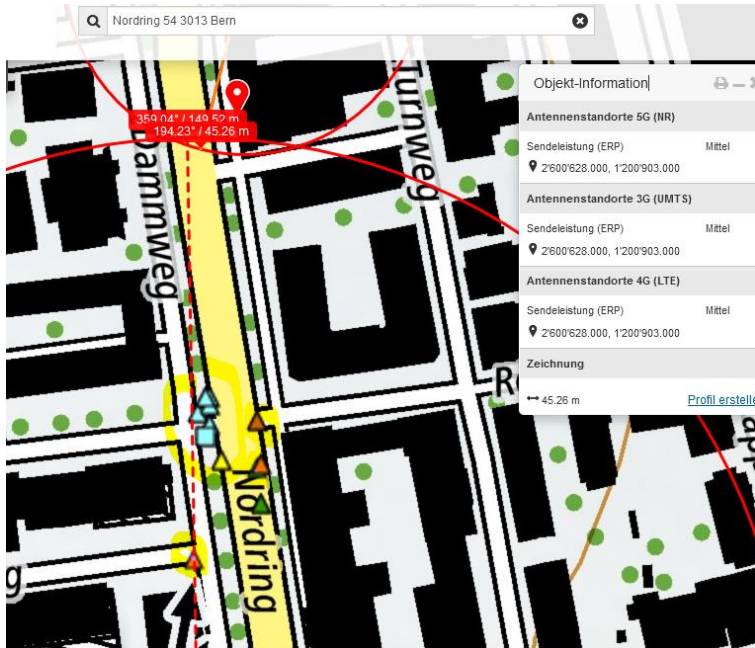 Nordring 54 3013 Bern
Objekt-Information
Antennenstandorte 5G (NR)
Sendeleistung (ERP) Mittel
2'600'628.000, 1'200'903.000
Antennenstandorte 3G (UMTS)
Sendeleistung (ERP) Mittel
2'600'628.000, 1'200'903.000
Antennenstandorte 4G (LTE)
Sendeleistung (ERP) Mittel
2'600'628.000, 1'200'903.000
Zeichnung
45.26 m Profil erstelle
359.04° / 149.52 m
194.23° / 45.26 m
Dammweg
Turmweg
Nordring